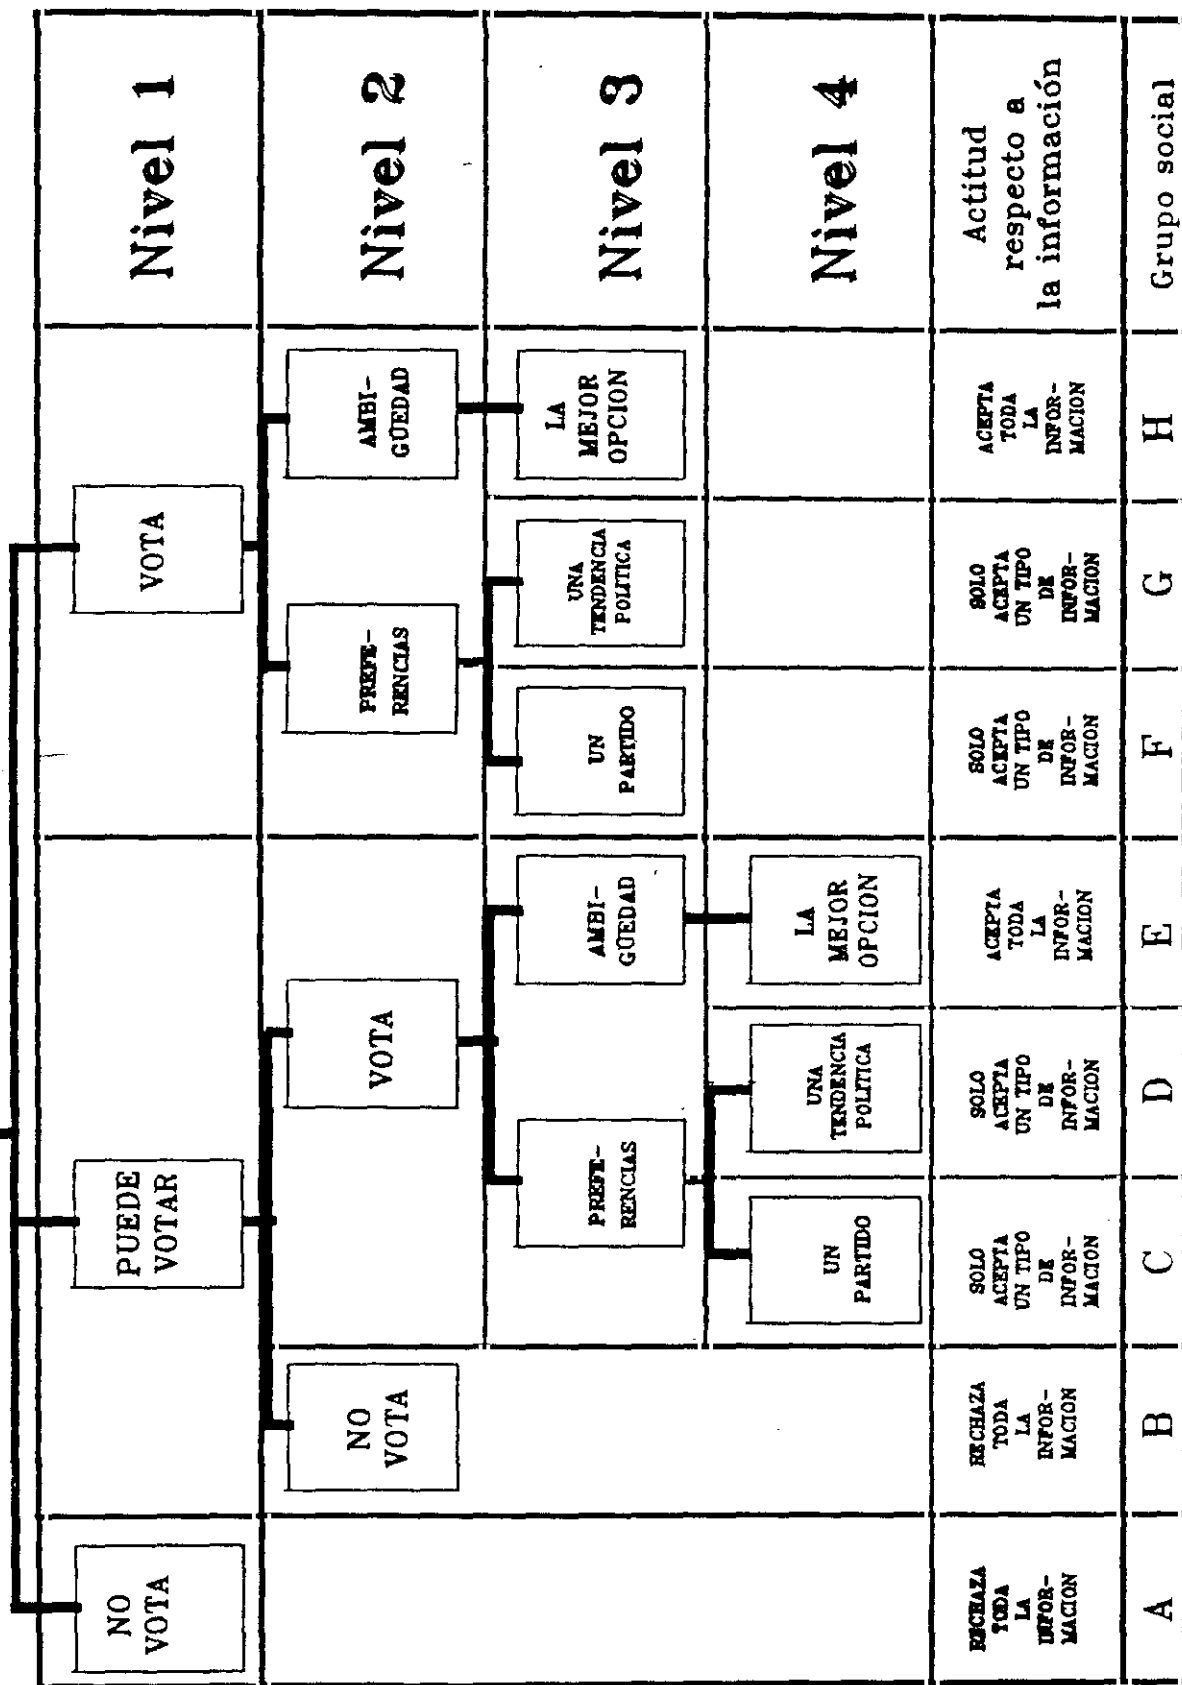 NO
VOTA
PUEDE
VOTAR
VOTA
Nivel 1
NO
VOTA
VOTA
PREFE-
RENCIAS
AMBI-
GÜEDAD
Nivel 2
PREFE-
RENCIAS
AMBI-
GÜEDAD
UN
PARTIDO
UNA
TENDENCIA
POLITICA
LA
MEJOR
OPCION
Nivel 3
UN
PARTIDO
UNA
TENDENCIA
POLITICA
LA
MEJOR
OPCION
Nivel 4
RECHAZA
TODA
LA
INFOR-
MACION
RECHAZA
TODA
LA
INFOR-
MACION
SOLO
ACEPTA
UN TIPO
DE
INFOR-
MACION
SOLO
ACEPTA
UN TIPO
DE
INFOR-
MACION
ACEPTA
TODA
LA
INFOR-
MACION
SOLO
ACEPTA
UN TIPO
DE
INFOR-
MACION
SOLO
ACEPTA
UN TIPO
DE
INFOR-
MACION
ACEPTA
TODA
LA
INFOR-
MACION
Actitud
respecto a
la información
A
B
C
D
E
F
G
H
Grupo social